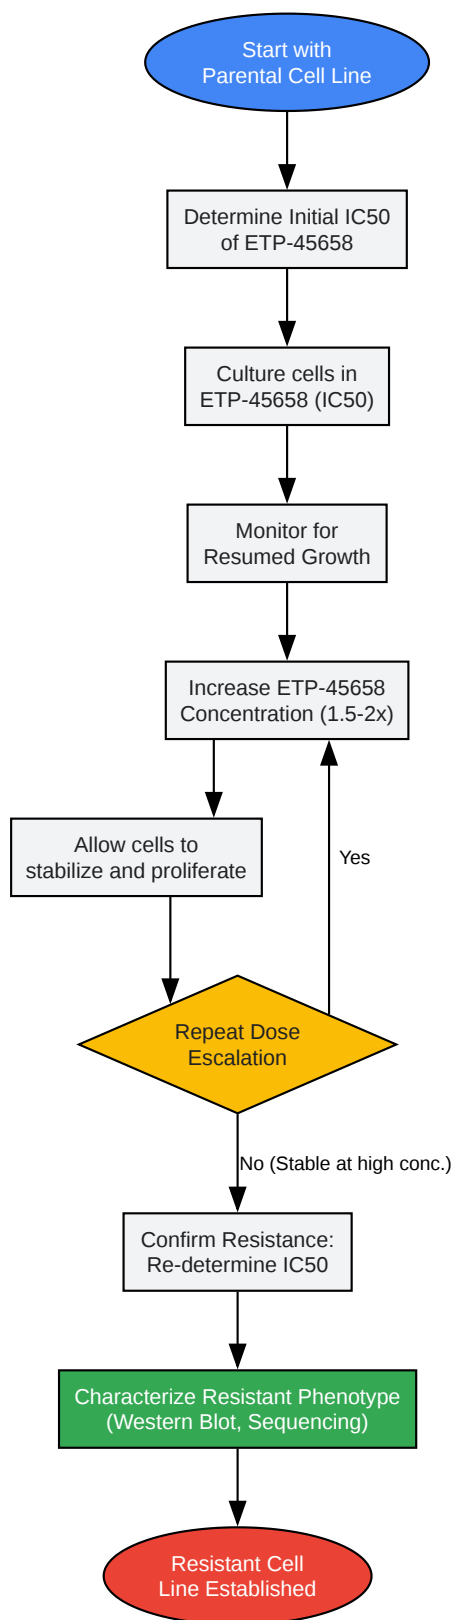 Start with
Parental Cell Line
Determine Initial IC50
of ETP-45658
Culture cells in
ETP-45658 (IC50)
Monitor for
Resumed Growth
Increase ETP-45658
Concentration (1.5-2x)
Allow cells to
stabilize and proliferate
Yes
Repeat Dose
Escalation
No (Stable at high conc.)
Confirm Resistance:
Re-determine IC50
Characterize Resistant Phenotype
(Western Blot, Sequencing)
Resistant Cell
Line Established